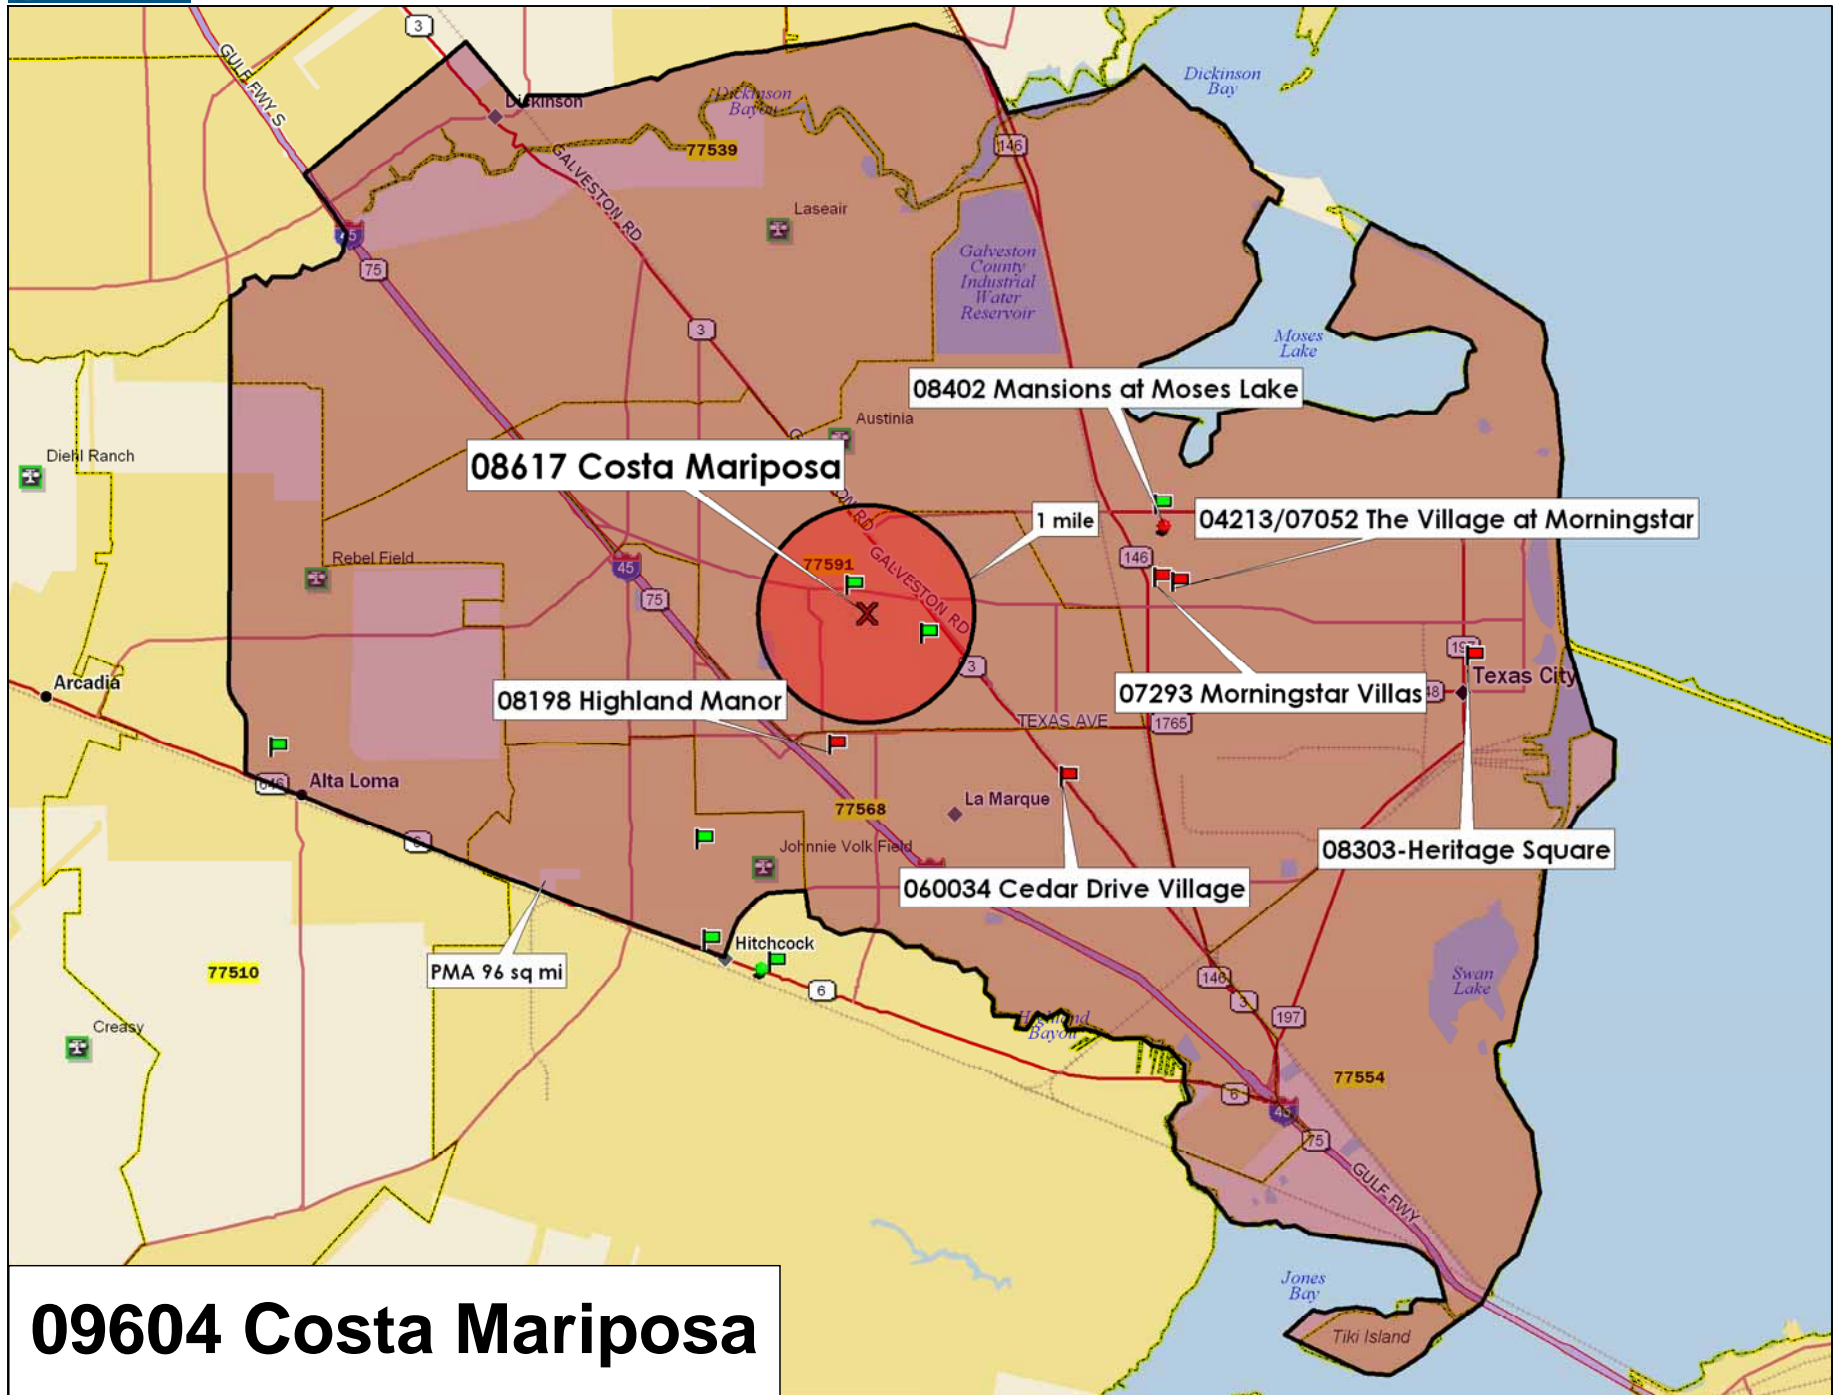 3
GULF FWY S
Dickinson
Bay
Dickinson
Dickinson
Bayou
77539
146
GALVESTON RD
Laseair
45
75
Galveston
County
Industrial
Water
Reservoir
3
Moses
Lake
08402 Mansions at Moses Lake
Austinia
Diehl Ranch
08617 Costa Mariposa
1 mile
04213/07052 The Village at Morningstar
Rebel Field
77591
GALVESTON RD
146
45
75
Arcadia
3
Texas City
08198 Highland Manor
07293 Morningstar Villas
TEXAS AVE
1765
Alta Loma
La Marque
77568
6
Johnnie Volk Field
08303-Heritage Square
060034 Cedar Drive Village
Hitchcock
PMA 96 sq mi
77510
6
146
3
197
Swan
Lake
Highland
Bayou
Creasy
77554
6
45
75
GULF FWY
Jones
Bay
Tiki Island
09604 Costa Mariposa